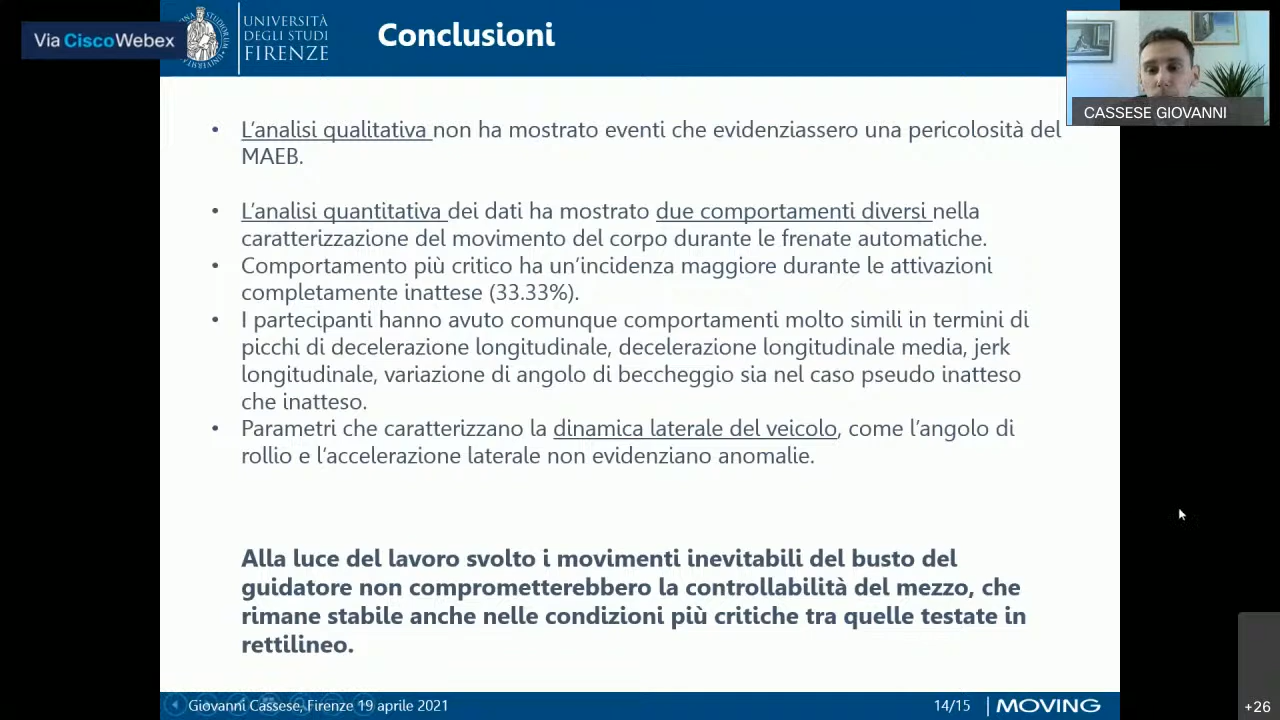 Via Cisco Webex
UNIVERSITÀ
DEGLI STUDI
FIRENZE
Conclusioni
CASSESE GIOVANNI
• L'analisi qualitativa non ha mostrato eventi che evidenziassero una pericolosità del
MAEB.
• L'analisi quantitativa dei dati ha mostrato due comportamenti diversi nella
caratterizzazione del movimento del corpo durante le frenate automatiche.
• Comportamento più critico ha un'incidenza maggiore durante le attivazioni
completamente inattese (33.33%).
• I partecipanti hanno avuto comunque comportamenti molto simili in termini di
picchi di decelerazione longitudinale, decelerazione longitudinale media, jerk
longitudinale, variazione di angolo di beccheggio sia nel caso pseudo inatteso
che inatteso.
• Parametri che caratterizzano la dinamica laterale del veicolo, come l'angolo di
rollio e l'accelerazione laterale non evidenziano anomalie.
Alla luce del lavoro svolto i movimenti inevitabili del busto del
guidatore non comprometterebbero la controllabilità del mezzo, che
rimane stabile anche nelle condizioni più critiche tra quelle testate in
rettilineo.
Giovanni Cassese, Firenze 19 aprile 2021
14/15
MOVING
+26